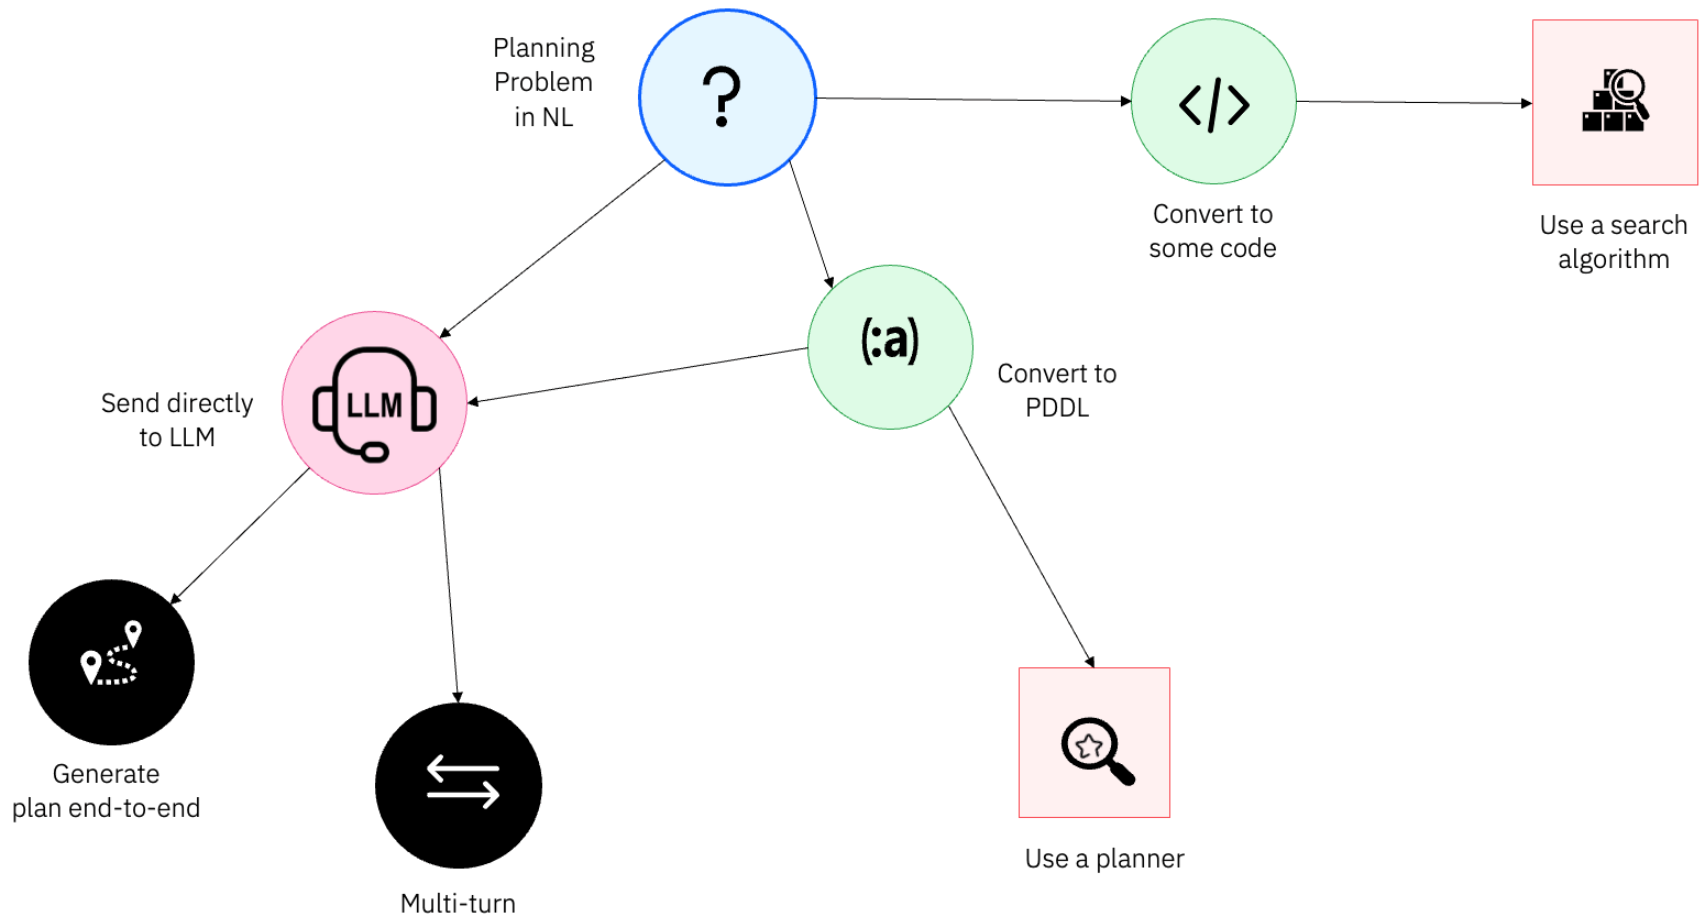 Planning
Problem
in NL
?
</>
Convert to
some code
Use a search
algorithm
Send directly
to LLM
LLM
(:a)
Convert to
PDDL
Generate
plan end-to-end
Multi-turn
Use a planner